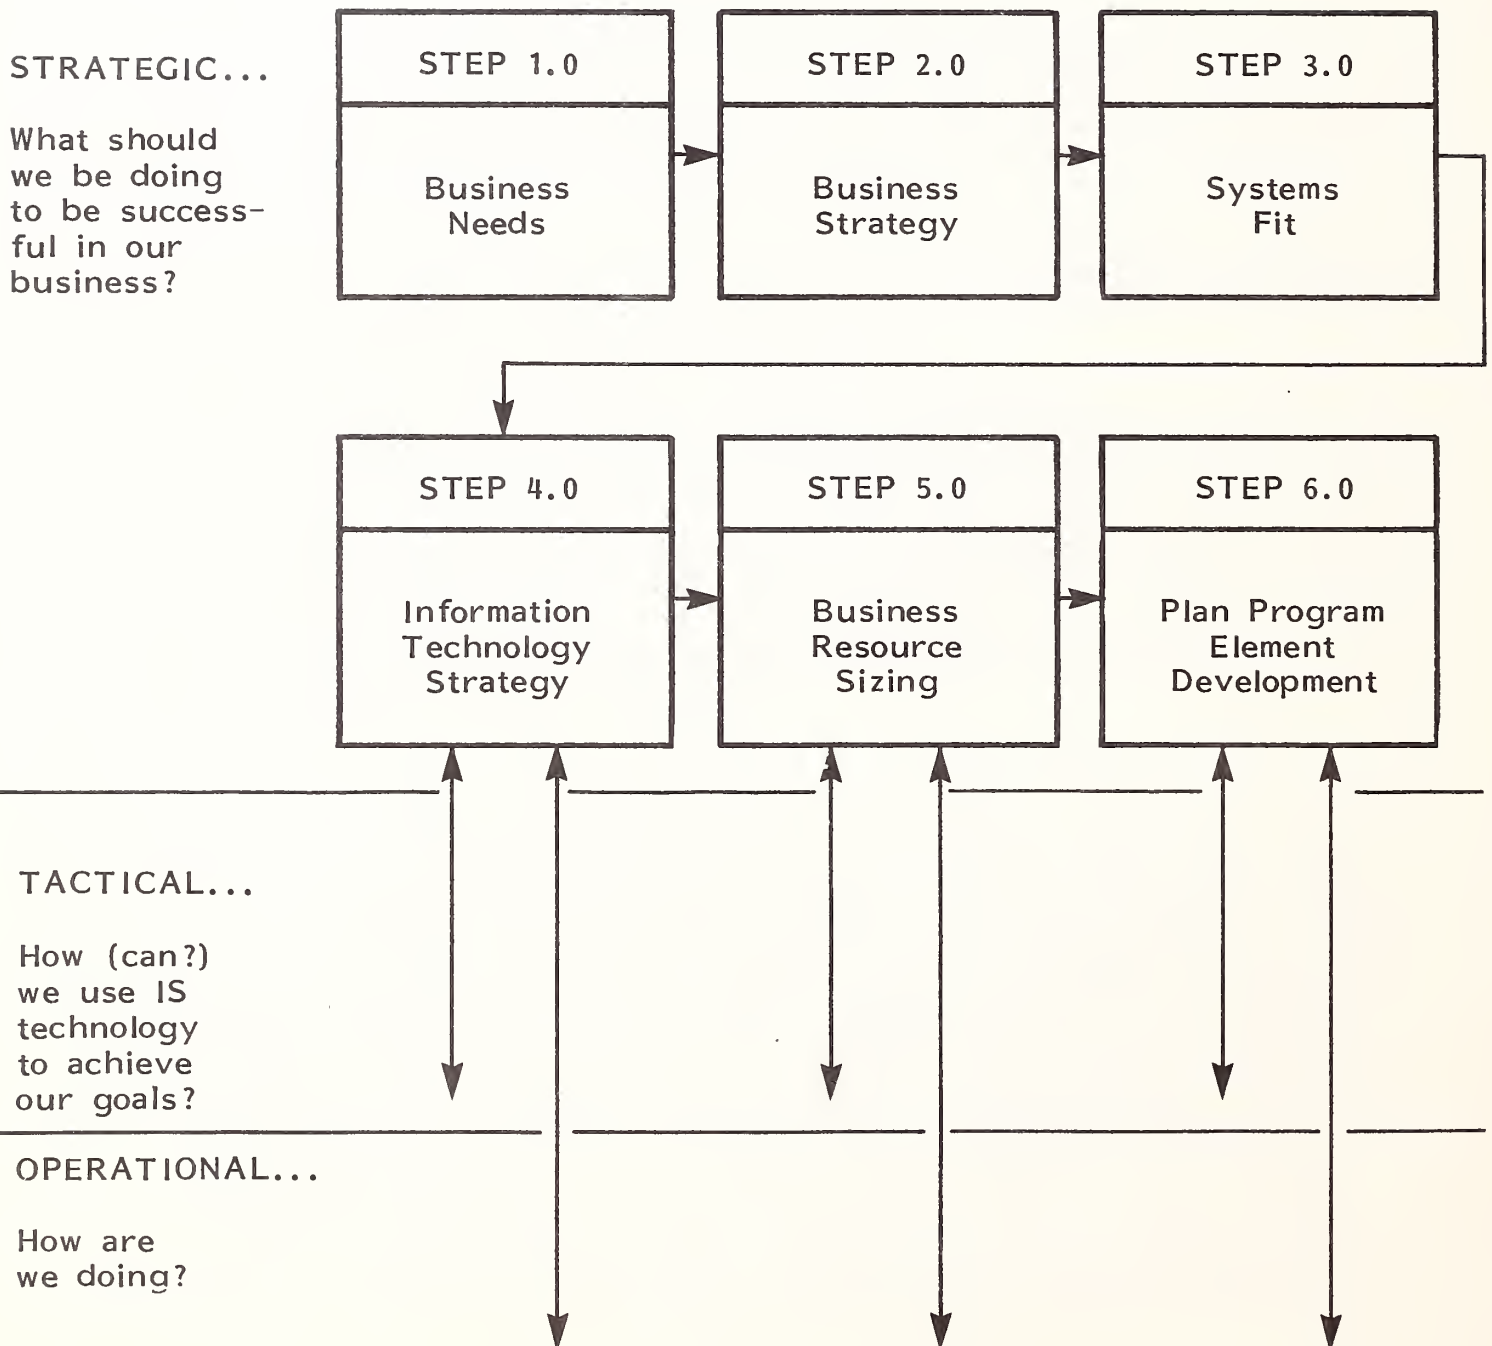 STRATEGIC...
What should
we be doing
to be success-
ful in our
business?
STEP 1.0
Business
Needs
STEP 2.0
Business
Strategy
STEP 3.0
Systems
Fit
STEP 4.0
Information
Technology
Strategy
STEP 5.0
Business
Resource
Sizing
STEP 6.0
Plan Program
Element
Development
TACTICAL...
How (can?)
we use IS
technology
to achieve
our goals?
OPERATIONAL...
How are
we doing?